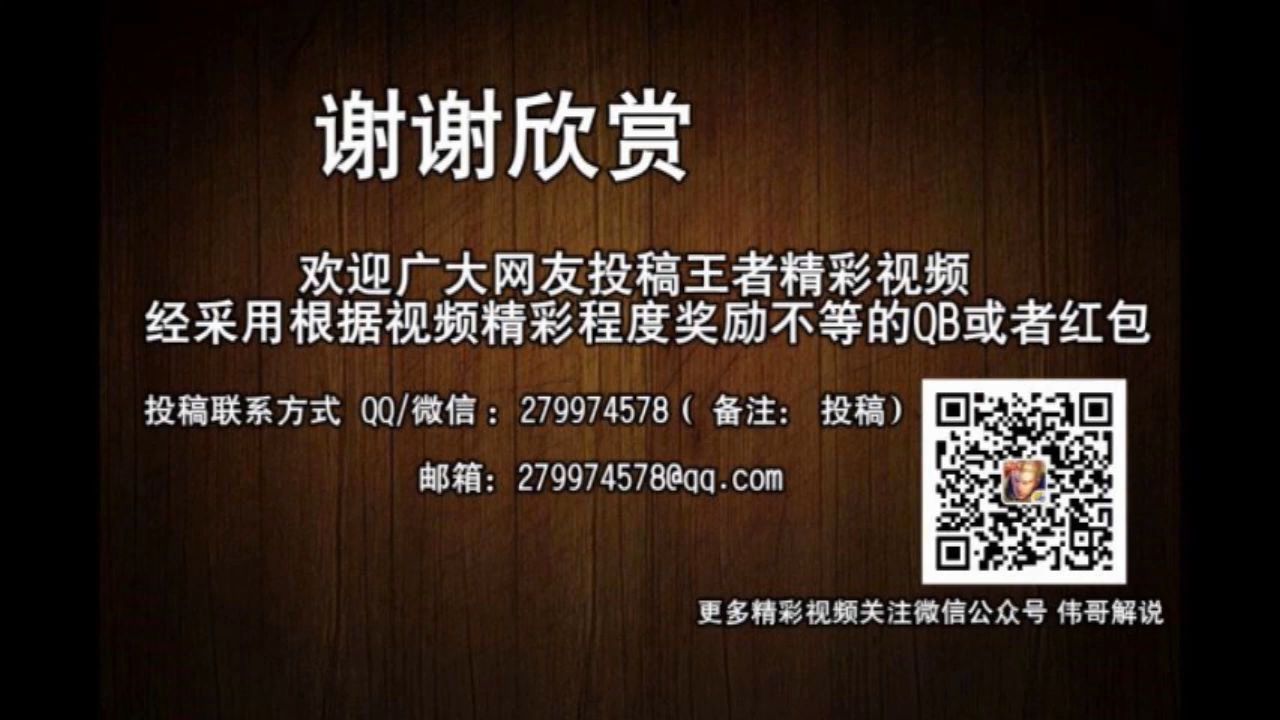 谢谢欣赏
欢迎广大网友投稿王者精彩视频
经采用根据视频精彩程度奖励不等的QB或者红包
投稿联系方式 QQ/微信：279974578（ 备注： 投稿）
邮箱：279974578@qq.com
更多精彩视频关注微信公众号 伟哥解说